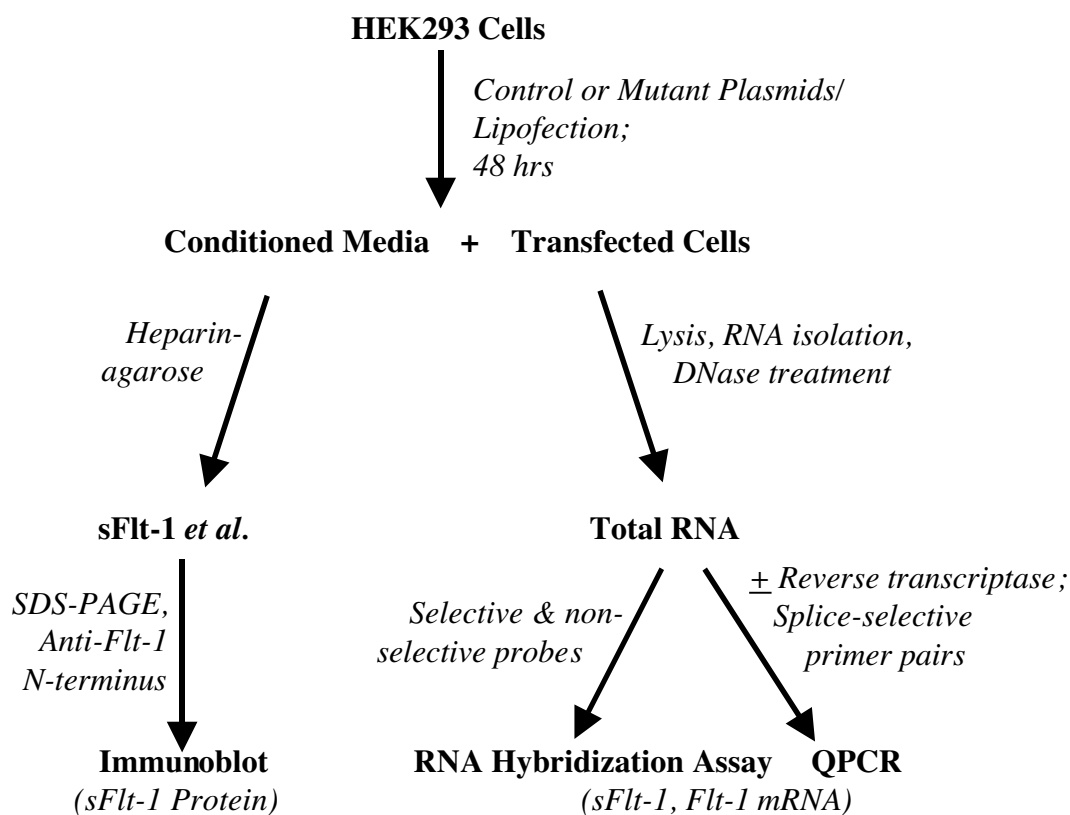 HEK293 Cells
Control or Mutant Plasmids/
Lipofection;
48 hrs
Conditioned Media + Transfected Cells
Heparin-
agarose
Lysis, RNA isolation,
DNase treatment
sFlt-1 et al.
Total RNA
SDS-PAGE,
Anti-Flt-1
N-terminus
Selective & non-
selective probes
± Reverse transcriptase;
Splice-selective
primer pairs
Immunoblot
(sFlt-1 Protein)
RNA Hybridization Assay QPCR
(sFlt-1, Flt-1 mRNA)